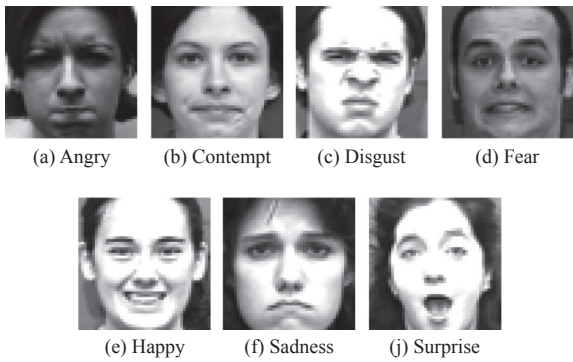 (a) Angry (b) Contempt (c) Disgust (d) Fear
(e) Happy (f) Sadness (j) Surprise